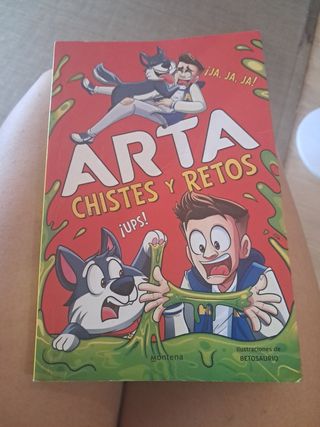 ¡JA, JA, JA!
ARTA
CHISTES Y RETOS
¡UPS!
Montena
Ilustraciones de
BETOSAURIO